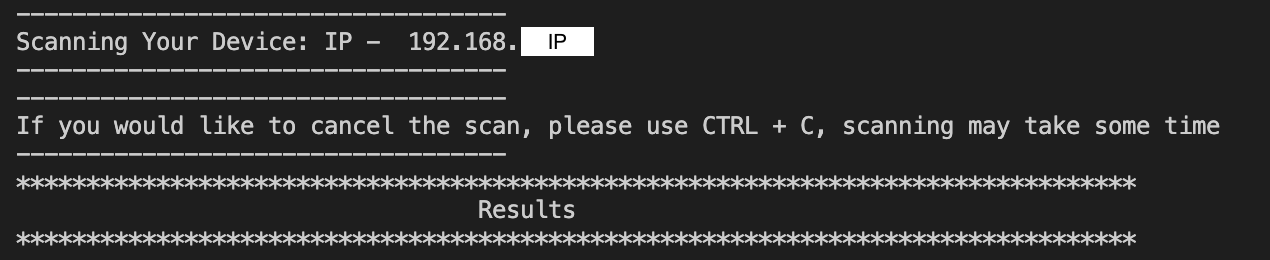 -----------------------------------
Scanning Your Device: IP -  192.168. IP
-----------------------------------
-----------------------------------
If you would like to cancel the scan, please use CTRL + C, scanning may take some time
-----------------------------------
********************************************************************************
Results
********************************************************************************